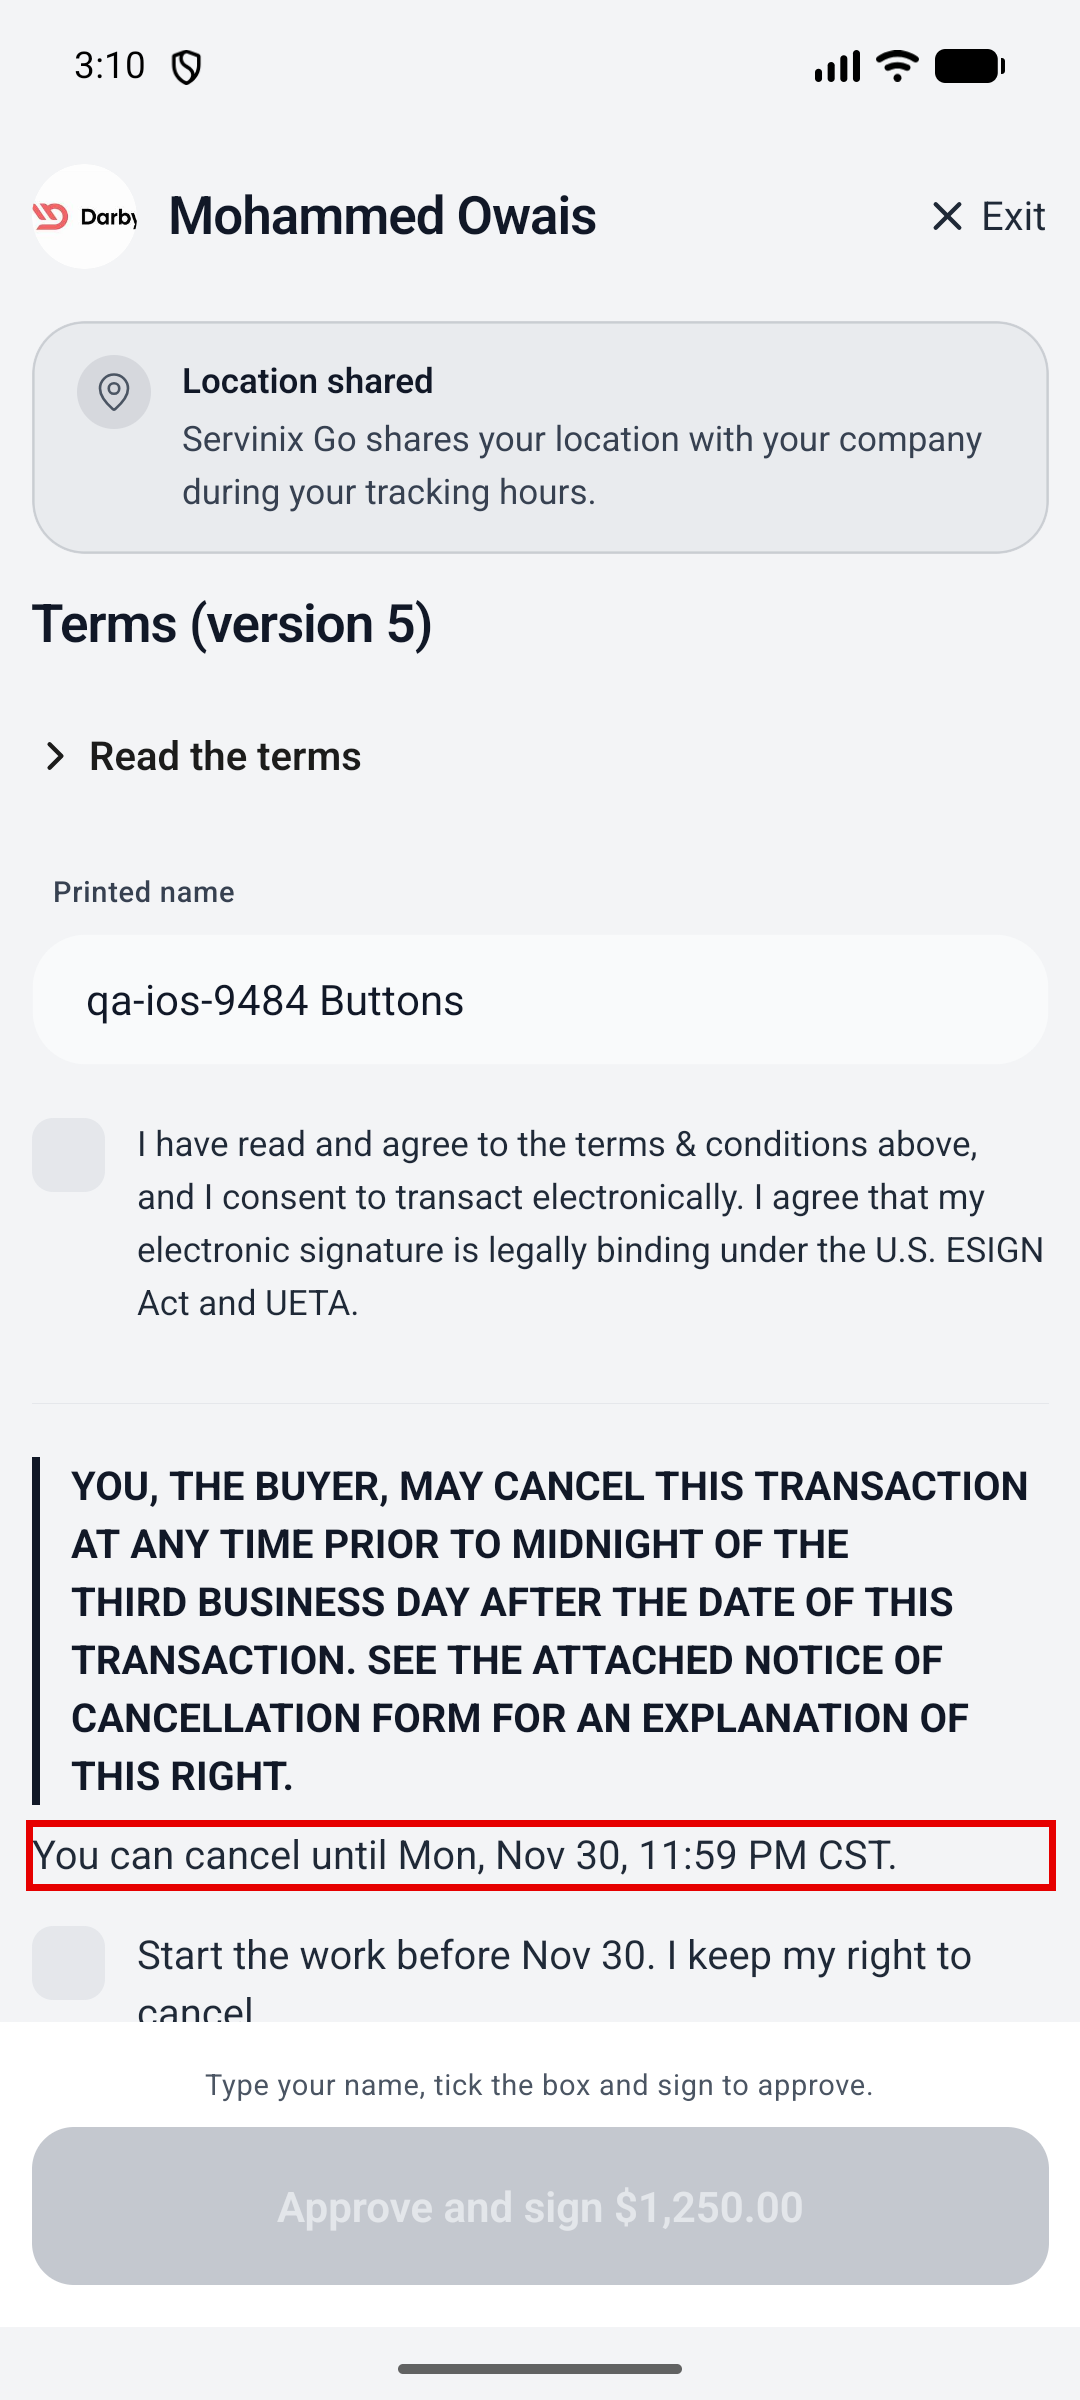 3:10
Darby
Mohammed Owais
Exit
Location shared
Servinix Go shares your location with your company
during your tracking hours.
Terms (version 5)
Read the terms
Printed name
qa-ios-9484 Buttons
I have read and agree to the terms & conditions above,
and I consent to transact electronically. I agree that my
electronic signature is legally binding under the U.S. ESIGN
Act and UETA.
YOU, THE BUYER, MAY CANCEL THIS TRANSACTION
AT ANY TIME PRIOR TO MIDNIGHT OF THE
THIRD BUSINESS DAY AFTER THE DATE OF THIS
TRANSACTION. SEE THE ATTACHED NOTICE OF
CANCELLATION FORM FOR AN EXPLANATION OF
THIS RIGHT.
You can cancel until Mon, Nov 30, 11:59 PM CST.
Start the work before Nov 30. I keep my right to
cancel
Type your name, tick the box and sign to approve.
Approve and sign $1,250.00